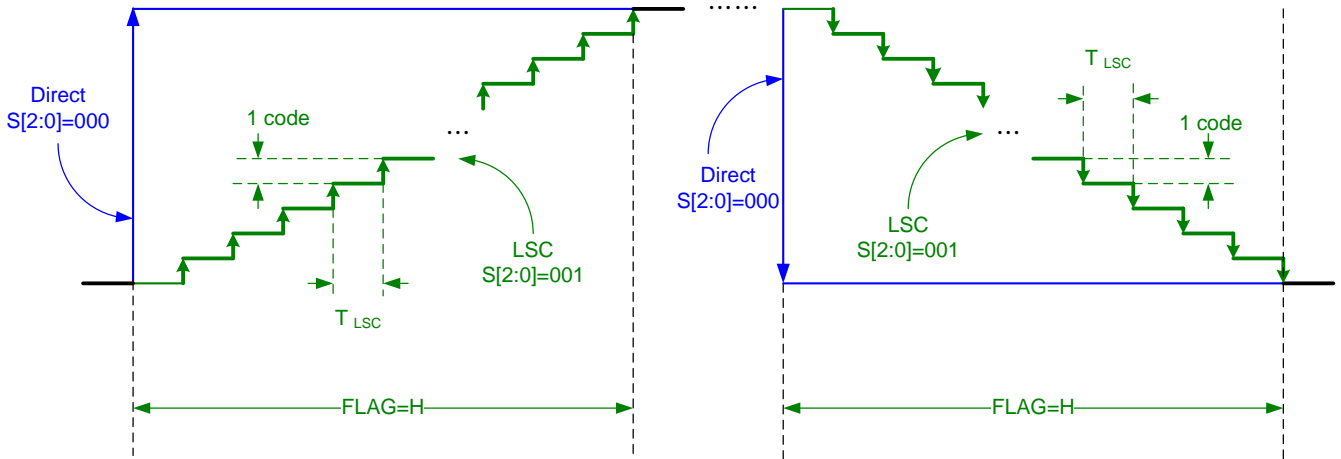 ......
Direct
S[2:0]=000
1 code
...
LSC
S[2:0]=001
T LSC
FLAG=H
T LSC
1 code
...
Direct
S[2:0]=000
LSC
S[2:0]=001
FLAG=H